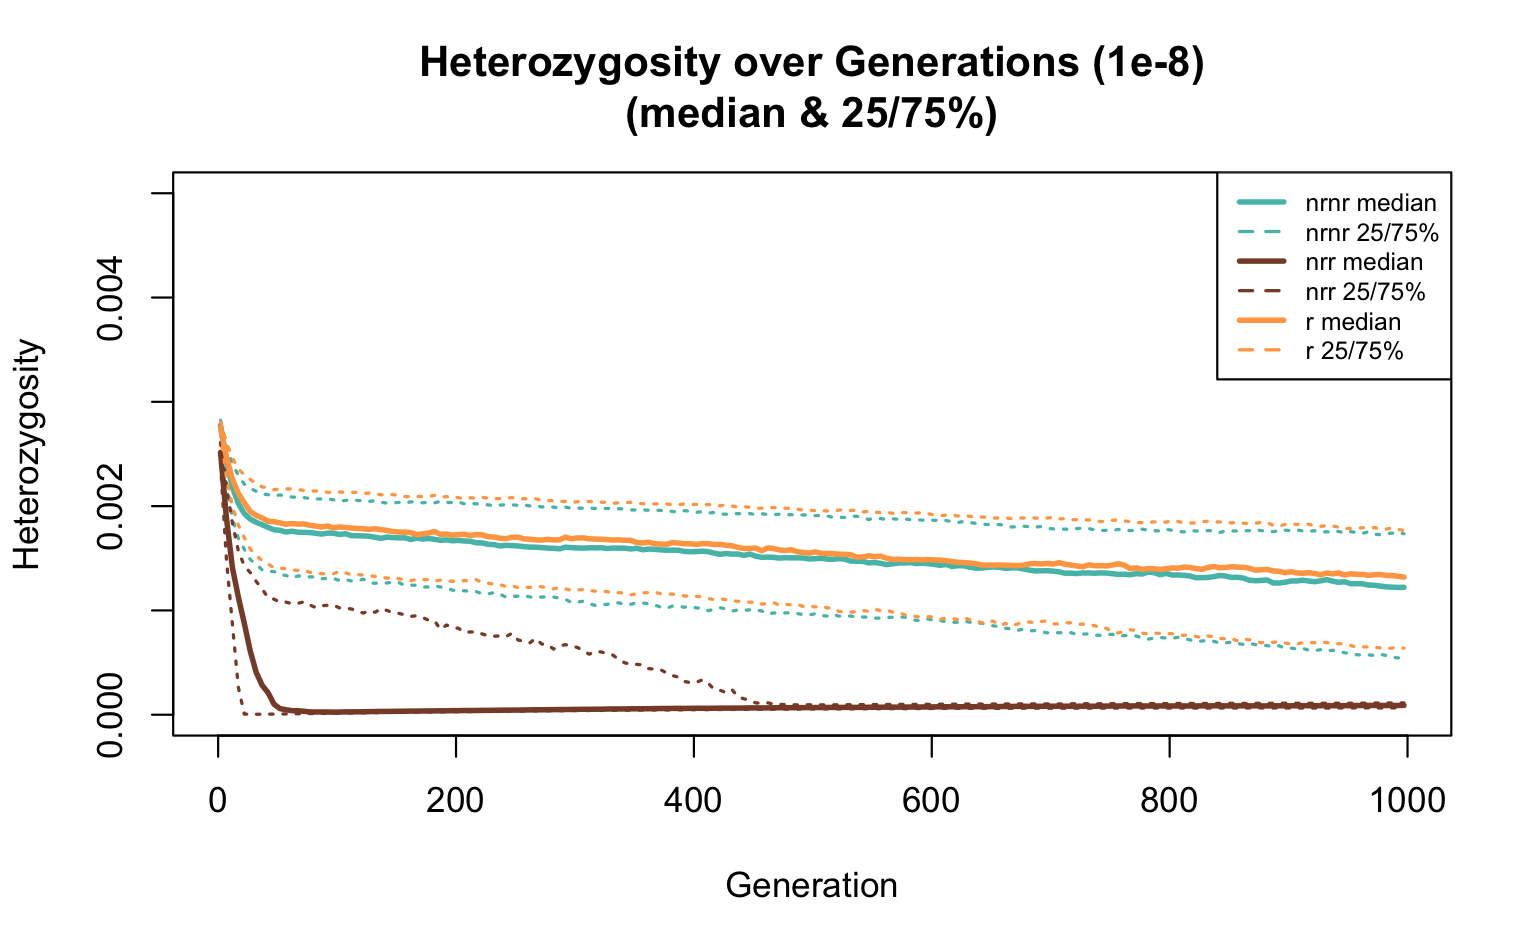 Heterozygosity over Generations (1e-8)
(median & 25/75%)
nrnr median
nrnr 25/75%
nrr median
nrr 25/75%
r median
r 25/75%
Heterozygosity
0.004
0.002
0.000
0 200 400 600 800 1000
Generation